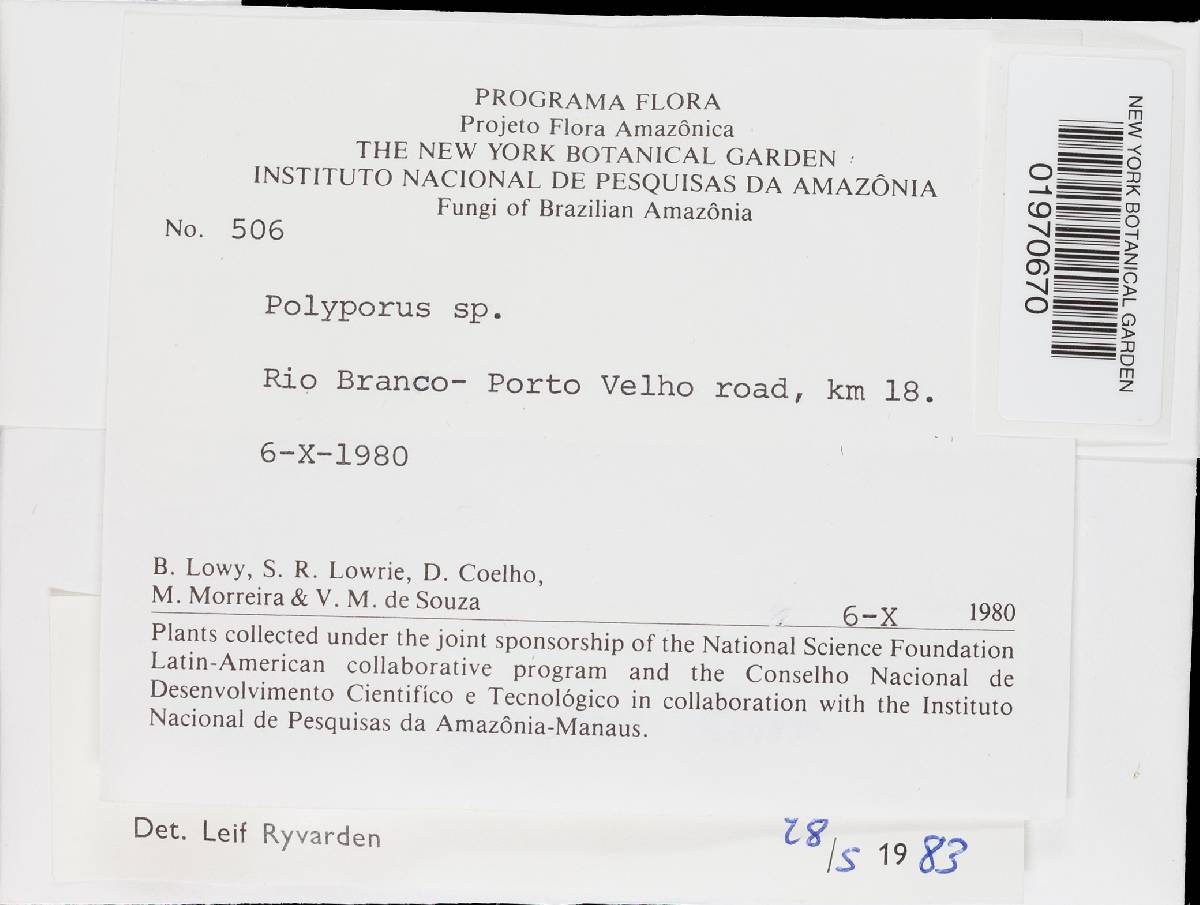 PROGRAMA FLORA
Projeto Flora Amazônica
THE NEW YORK BOTANICAL GARDEN
INSTITUTO NACIONAL DE PESQUISAS DA AMAZÔNIA
Fungi of Brazilian Amazônia
No. 506
Polyporus sp.
Rio Branco- Porto Velho road, km 18.
6-X-1980
B. Lowy, S. R. Lowrie, D. Coelho,
M. Morreira & V. M. de Souza
6-X 1980
Plants collected under the joint sponsorship of the National Science Foundation
Latin-American collaborative program and the Conselho Nacional de
Desenvolvimento Cientifíco e Tecnológico in collaboration with the Instituto
Nacional de Pesquisas da Amazônia-Manaus.
Det. Leif Ryvarden 28/5 1983
NEW YORK BOTANICAL GARDEN
01970670